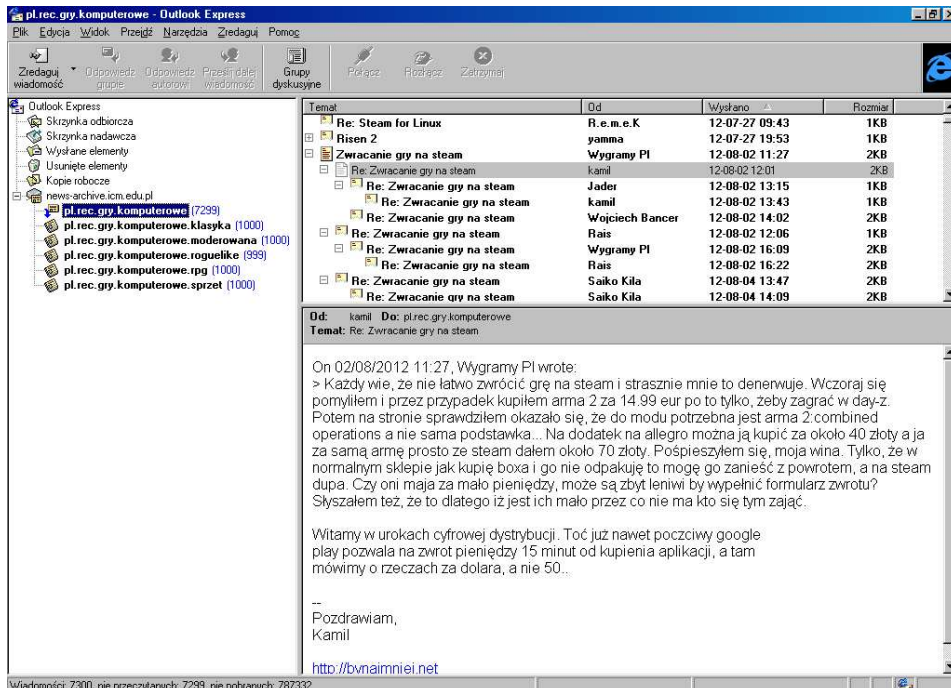 pl.rec.gry.komputerowe - Outlook Express
Plik Edycja Widok Przejdź Narzędzia Zredaguj Pomoc
Zredaguj wiadomość Odpowiedz grupie Odpowiedz autorowi Prześlij dalej wiadomość Grupy dyskusyjne Połącz Rozłącz Zatrzymaj
Outlook Express
Skrzynka odbiorcza
Skrzynka nadawcza
Wysłane elementy
Usunięte elementy
Kopie robocze
news-archive.icm.edu.pl
pl.rec.gry.komputerowe (7299)
pl.rec.gry.komputerowe.klasyka (1000)
pl.rec.gry.komputerowe.moderowana (1000)
pl.rec.gry.komputerowe.roguelike (999)
pl.rec.gry.komputerowe.rpg (1000)
pl.rec.gry.komputerowe.sprzet (1000)
Temat Od Wysłano Rozmiar
Re: Steam for Linux R.e.m.e.K 12-07-27 09:43 1KB
Risen 2 yamma 12-07-27 19:53 1KB
Zwracanie gry na steam Wygramy Pl 12-08-02 11:27 2KB
Re: Zwracanie gry na steam kamil 12-08-02 12:01 2KB
Re: Zwracanie gry na steam Jader 12-08-02 13:15 1KB
Re: Zwracanie gry na steam kamil 12-08-02 13:43 1KB
Re: Zwracanie gry na steam Wojciech Bancer 12-08-02 14:02 2KB
Re: Zwracanie gry na steam Rais 12-08-02 12:06 1KB
Re: Zwracanie gry na steam Wygramy Pl 12-08-02 16:09 2KB
Re: Zwracanie gry na steam Rais 12-08-02 16:22 2KB
Re: Zwracanie gry na steam Saiko Kila 12-08-04 13:47 2KB
Re: Zwracanie gry na steam Saiko Kila 12-08-04 14:09 2KB
Od: kamil Do: pl.rec.gry.komputerowe
Temat: Re: Zwracanie gry na steam
On 02/08/2012 11:27, Wygramy Pl wrote:
> Każdy wie, że nie łatwo zwrócić grę na steam i strasznie mnie to denerwuje. Wczoraj się
pomyliłem i przez przypadek kupiłem arma 2 za 14.99 eur po to tylko, żeby zagrać w day-z.
Potem na stronie sprawdziłem okazało się, że do modu potrzebna jest arma 2:combined
operations a nie sama podstawka... Na dodatek na allegro można ją kupić za około 40 złoty a ja
za samą armę prosto ze steam dałem około 70 złoty. Pośpieszyłem się, moja wina. Tylko, że w
normalnym sklepie jak kupię boxa i go nie odpakuję to mogę go zanieść z powrotem, a na steam
dupa. Czy oni maja za mało pieniędzy, może są zbyt leniwi by wypełnić formularz zwrotu?
Słyszałem też, że to dlatego iż jest ich mało przez co nie ma kto się tym zająć.
Witamy w urokach cyfrowej dystrybucji. Toć już nawet poczciwy google
play pozwala na zwrot pieniędzy 15 minut od kupienia aplikacji, a tam
mówimy o rzeczach za dolara, a nie 50..
--
Pozdrawiam,
Kamil
http://bynajmniej.net
Wiadomości: 7300, nie przeczytanych: 7299, nie pobranych: 787332